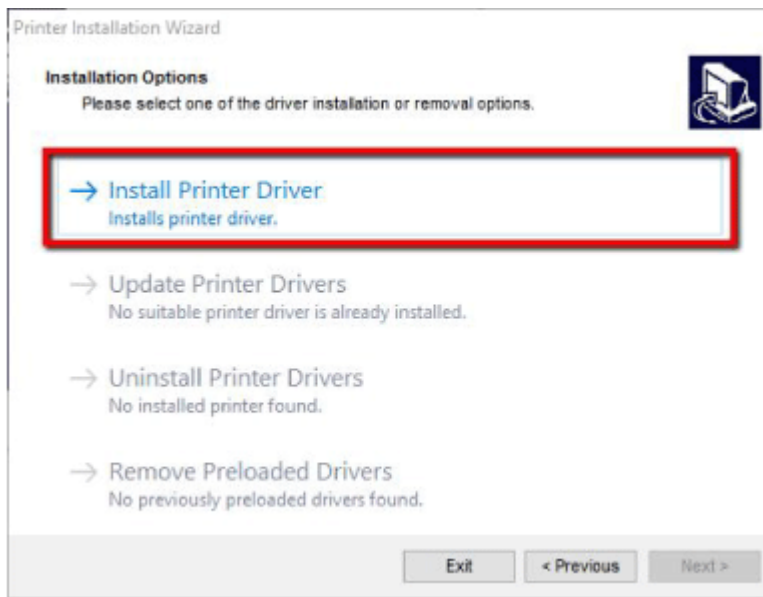 Printer Installation Wizard
Installation Options
Please select one of the driver installation or removal options.
→ Install Printer Driver
Installs printer driver.
→ Update Printer Drivers
No suitable printer driver is already installed.
→ Uninstall Printer Drivers
No installed printer found.
→ Remove Preloaded Drivers
No previously preloaded drivers found.
Exit < Previous Next >